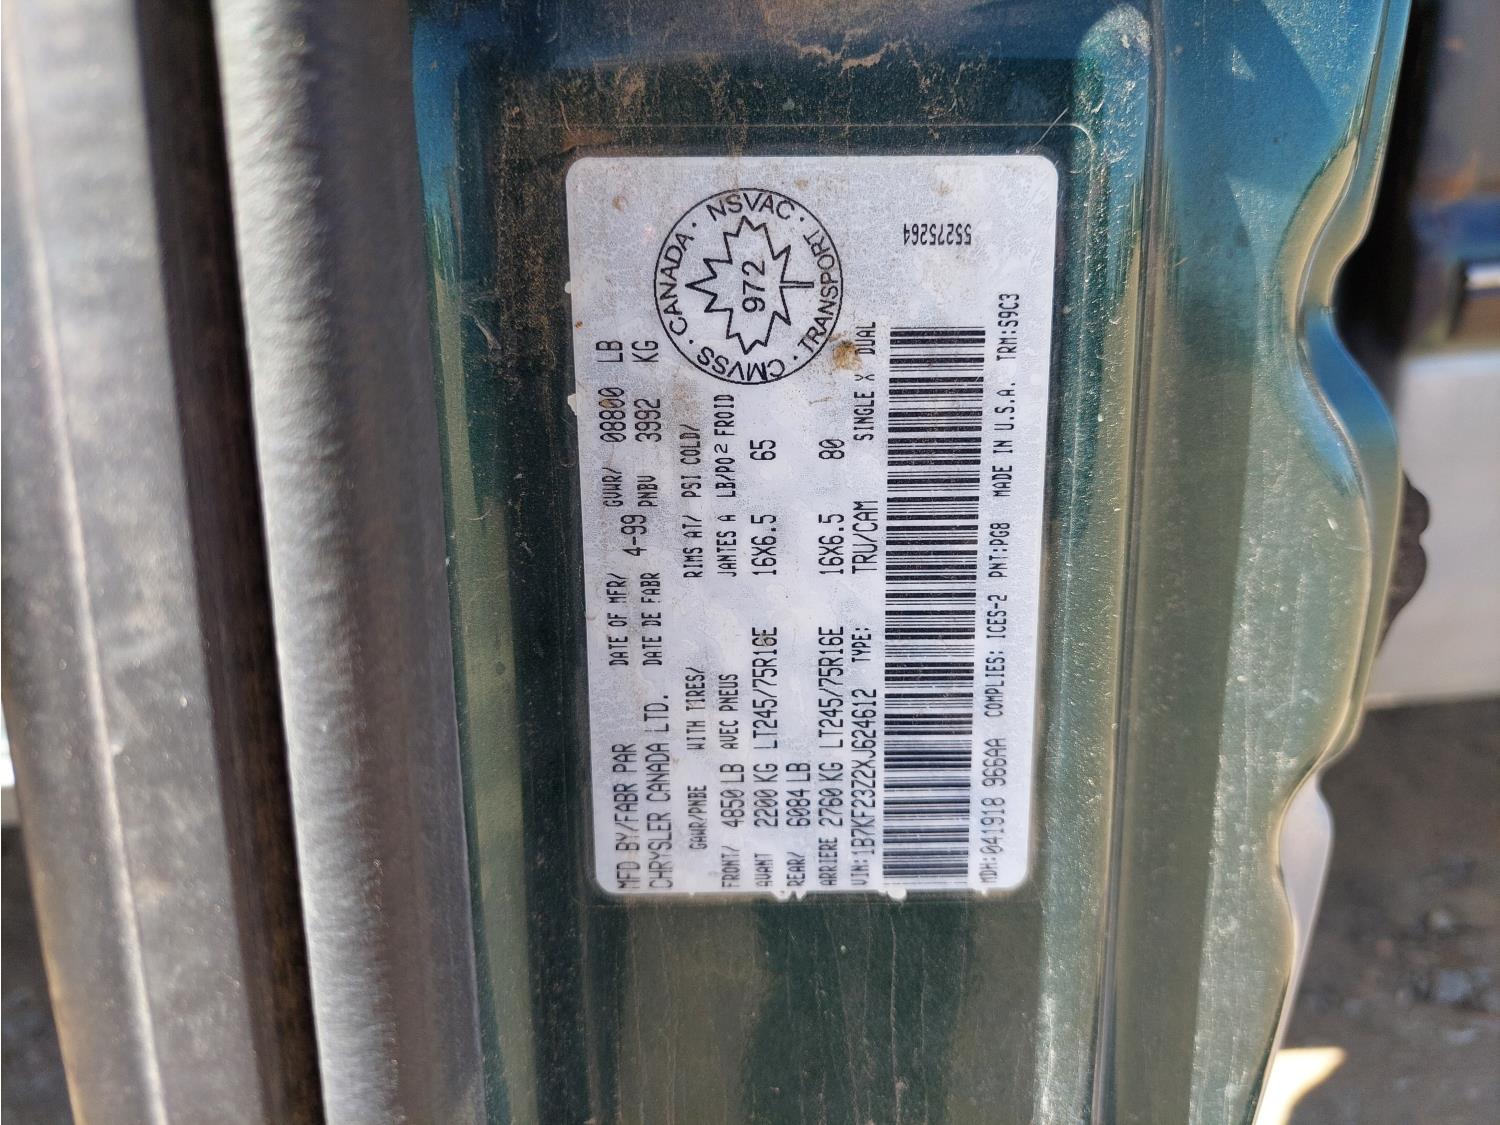 MFD BY/FABR PAR DATE OF MFR/ GVWR/ 08800 LB
CHRYSLER CANADA LTD. DATE DE FABR 4-99 PNBV 3992 KG
GAWR/PNBE WITH TIRES/ RIMS AT/ PSI COLD/
FRONT/ 4850 LB AVEC PNEUS JANTES A LB/PO2 FROID
AVANT 2200 KG LT245/75R16E 16X6.5 65
REAR/ 6084 LB
ARRIERE 2760 KG LT245/75R16E 16X6.5 80
VIN:1B7KF23Z2XJ624612 TYPE: TRU/CAM SINGLE X DUAL
MDH:041918 966AA COMPLIES: ICES-2 PNT:PG8 MADE IN U.S.A. TRM:S9C3
CANADA · NSVAC · TRANSPORT · CMVSS ·
972
55275264